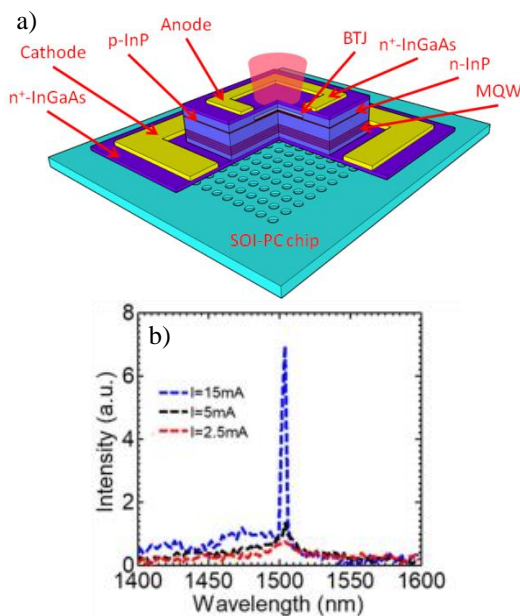 a)
p-InP
Anode
BTJ
n⁺-InGaAs
Cathode
n-InP
n⁺-InGaAs
MQW
SOI-PC chip
b)
8
6
4
2
0
Intensity (a.u.)
I=15mA
I=5mA
I=2.5mA
1400 1450 1500 1550 1600
Wavelength (nm)